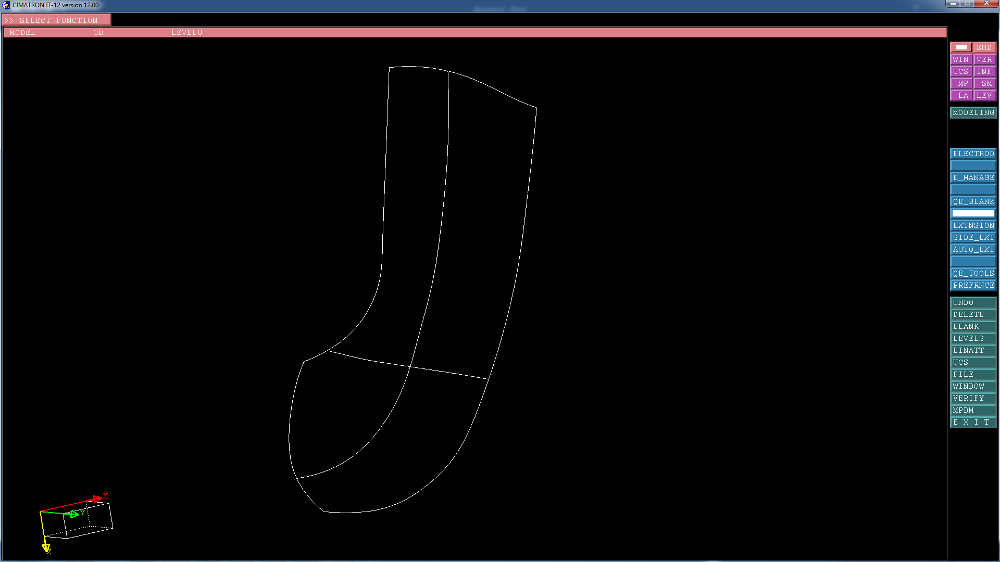 CIMATRON IT-12 version 12.00
>> SELECT FUNCTION
MODEL 3D LEVEL0
SHD
WIN VER
UCS INF
MP SM
LA LEV
MODELING
ELECTROD
E_MANAGE
QE_BLANK
EXTNSION
SIDE_EXT
AUTO_EXT
QE_TOOLS
PREFRNCE
UNDO
DELETE
BLANK
LEVELS
LINATT
UCS
FILE
WINDOW
VERIFY
MPDM
E X I T
X
Y
Z